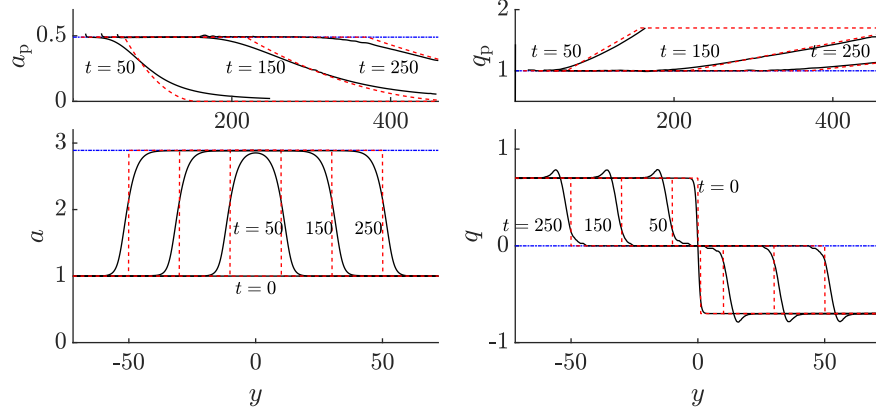 0.5
a_p
0
t = 50
t = 150
t = 250
200
400
q_p
1
t = 50
t = 150
t = 250
200
400
3
2
1
0
a
t = 50
150
250
t = 0
-50
0
50
y
1
0
-1
q
t = 0
t = 250
150
50
-50
0
50
y